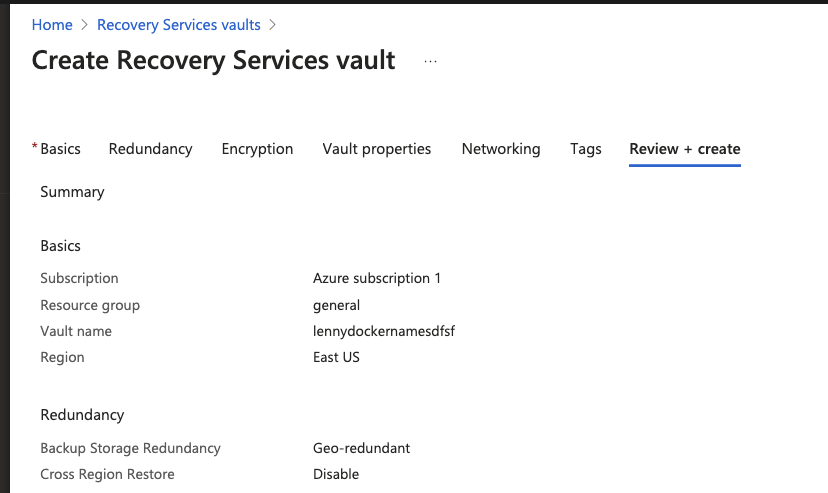 Home > Recovery Services vaults >
Create Recovery Services vault ...
* Basics Redundancy Encryption Vault properties Networking Tags Review + create
Summary
Basics
Subscription Azure subscription 1
Resource group general
Vault name lennydockernamesdfsf
Region East US
Redundancy
Backup Storage Redundancy Geo-redundant
Cross Region Restore Disable